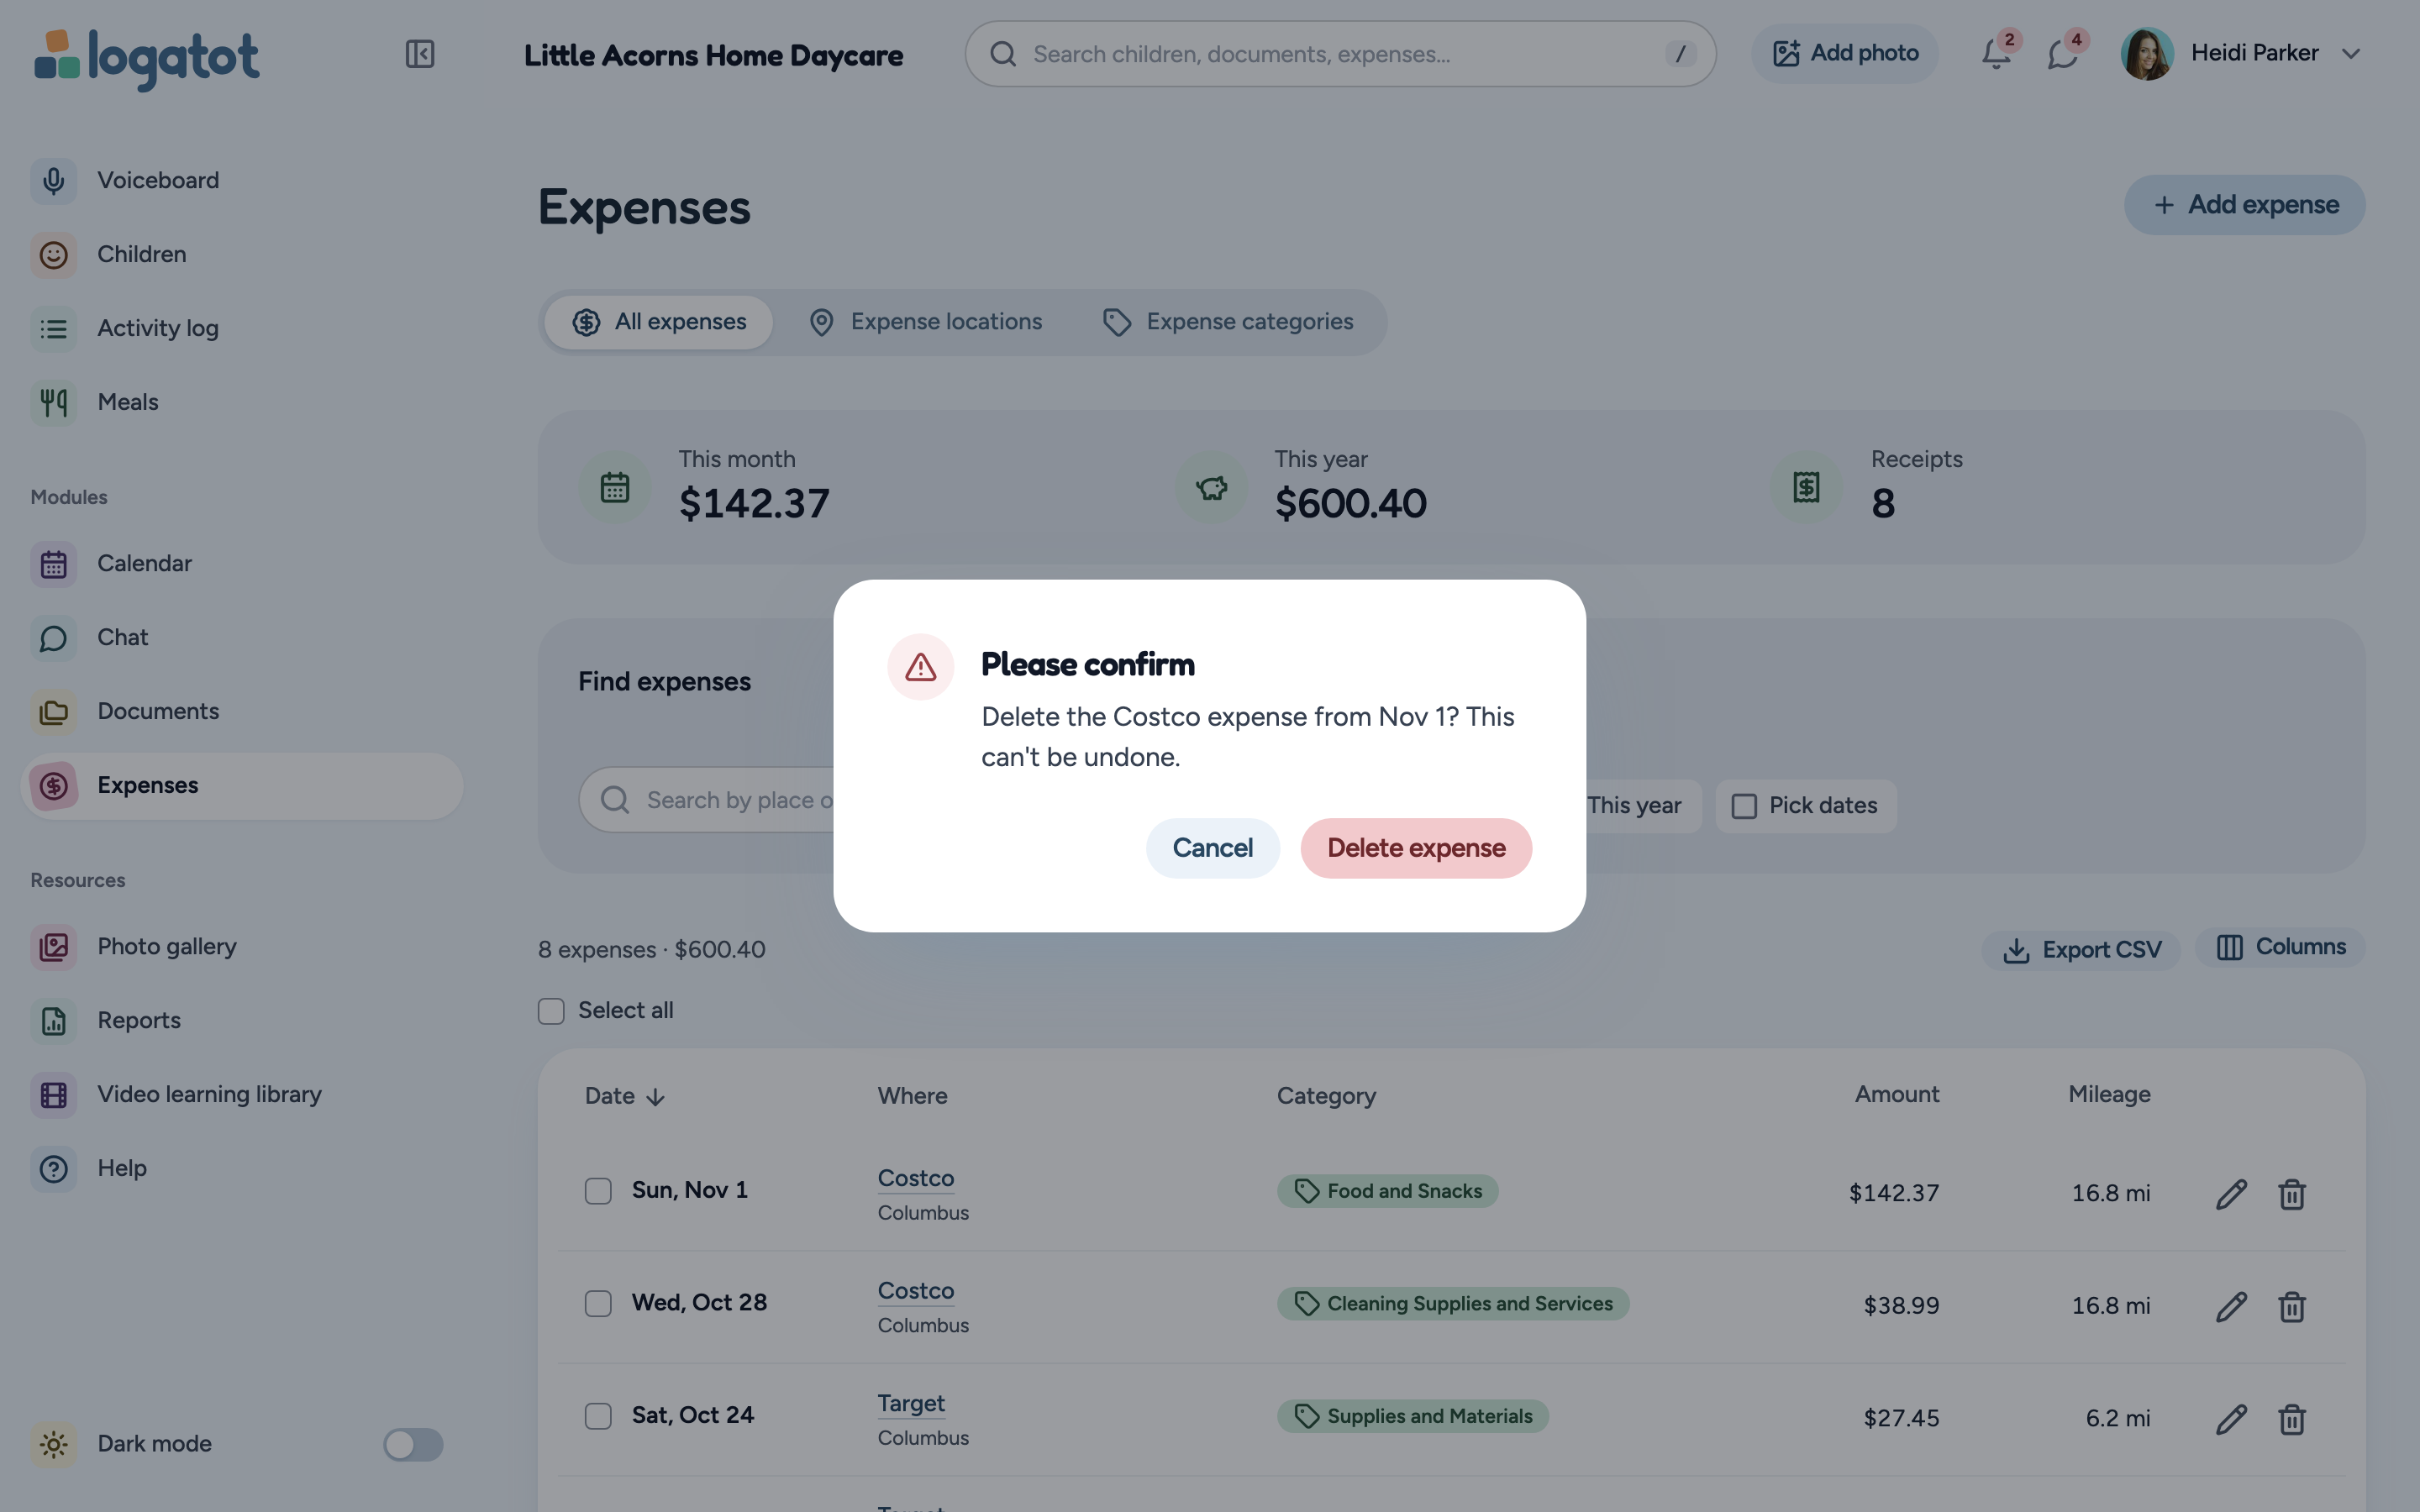 logatot
Little Acorns Home Daycare
Search children, documents, expenses...
/
Add photo
2
4
Heidi Parker
Voiceboard
Children
Activity log
Meals
Modules
Calendar
Chat
Documents
Expenses
Resources
Photo gallery
Reports
Video learning library
Help
Dark mode
Expenses
Add expense
All expenses
Expense locations
Expense categories
This month
$142.37
This year
$600.40
Receipts
8
Find expenses
Search by place o
This year
Pick dates
Please confirm
Delete the Costco expense from Nov 1? This
can't be undone.
Cancel
Delete expense
8 expenses · $600.40
Export CSV
Columns
Select all
Date
Where
Category
Amount
Mileage
Sun, Nov 1
Costco
Columbus
Food and Snacks
$142.37
16.8 mi
Wed, Oct 28
Costco
Columbus
Cleaning Supplies and Services
$38.99
16.8 mi
Sat, Oct 24
Target
Columbus
Supplies and Materials
$27.45
6.2 mi